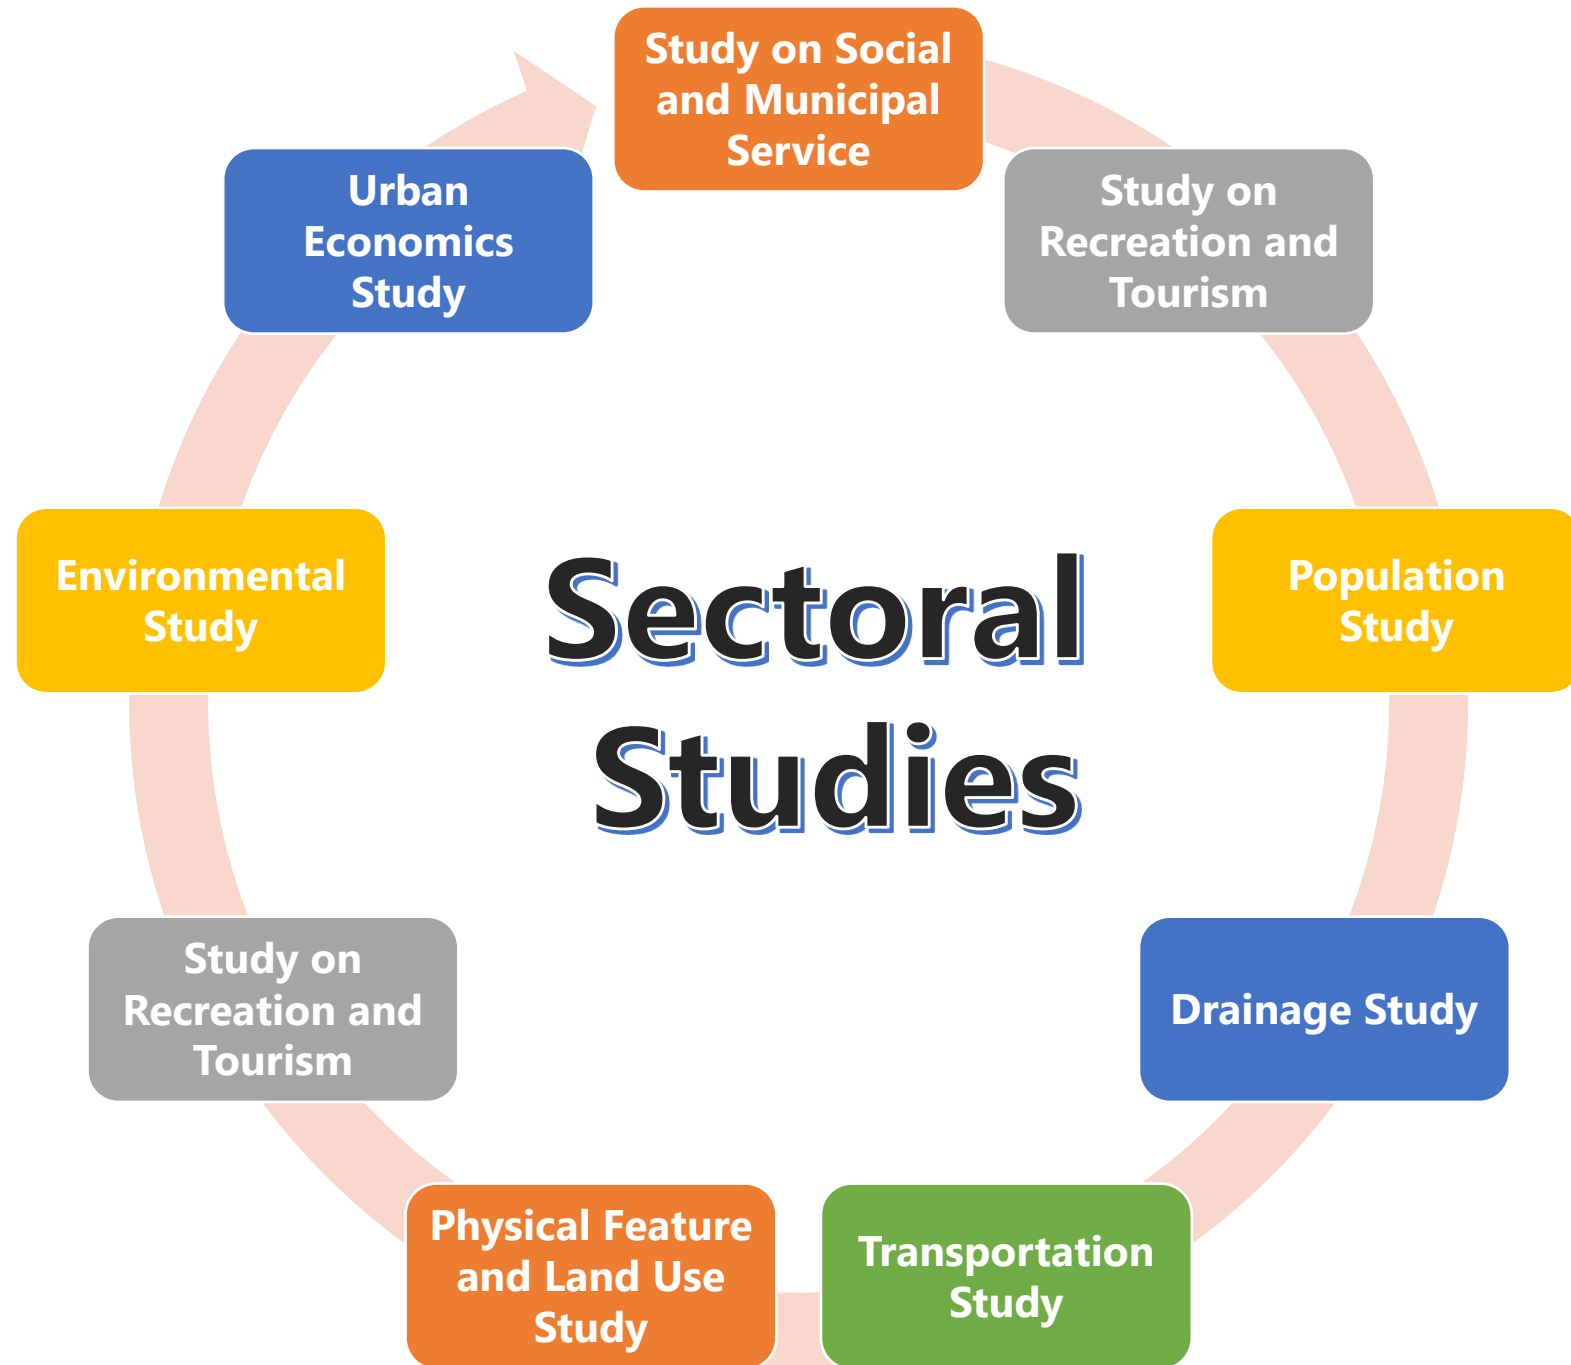 Study on Social
and Municipal
Service
Study on
Recreation and
Tourism
Population
Study
Drainage Study
Transportation
Study
Physical Feature
and Land Use
Study
Study on
Recreation and
Tourism
Environmental
Study
Urban
Economics
Study
Sectoral
Studies